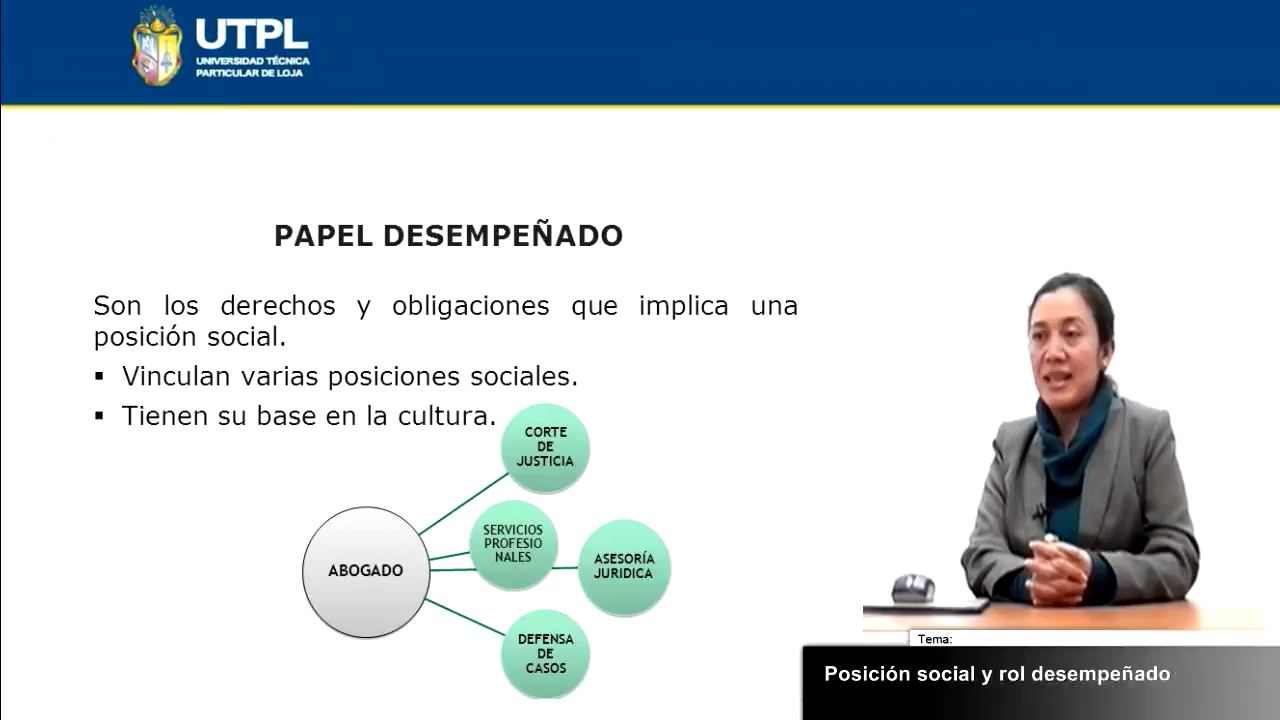 UTPL
UNIVERSIDAD TÉCNICA
PARTICULAR DE LOJA
PAPEL DESEMPEÑADO
Son los derechos y obligaciones que implica una
posición social.
▪ Vinculan varias posiciones sociales.
▪ Tienen su base en la cultura.
CORTE
DE
JUSTICIA
SERVICIOS
PROFESIO
NALES
ASESORÍA
JURIDICA
ABOGADO
DEFENSA
DE
CASOS
Tema:
Posición social y rol desempeñado